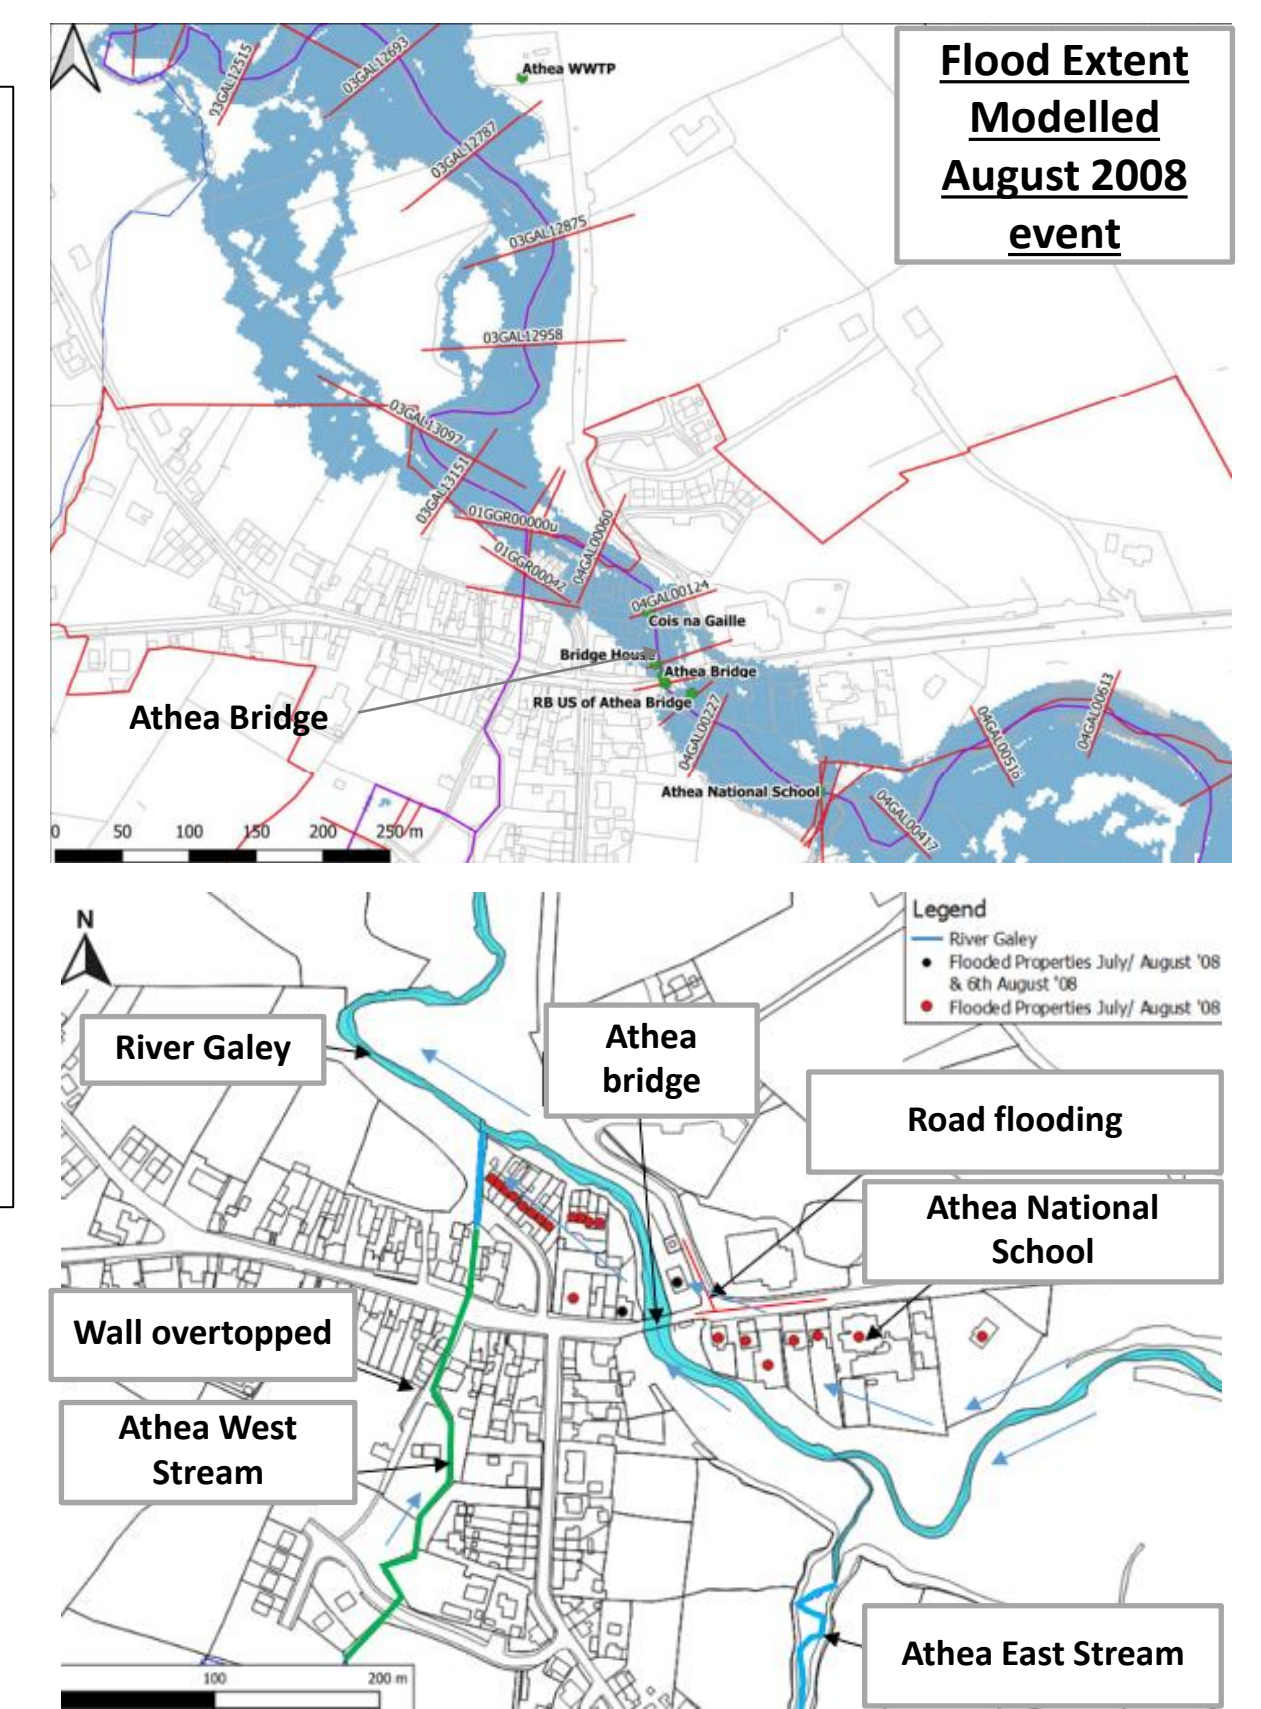 Flood Extent
Modelled
August 2008
event
Athea WWTP
03GAL12515
03GAL12693
03GAL12787
03GAL12875
03GAL12958
03GAL13097
03GAL13151
01GGR00000u
01GGR00042
04GAL00060
04GAL00124
Cois na Gaille
Bridge House
Athea Bridge
RB US of Athea Bridge
Athea Bridge
04GAL00227
04GAL00516
04GAL00613
Athea National School
04GAL00417
0 50 100 150 200 250 m
N
Legend
River Galey
Flooded Properties July/ August '08
& 6th August '08
Flooded Properties July/ August '08
River Galey
Athea
bridge
Road flooding
Athea National
School
Wall overtopped
Athea West
Stream
Athea East Stream
100 200 m